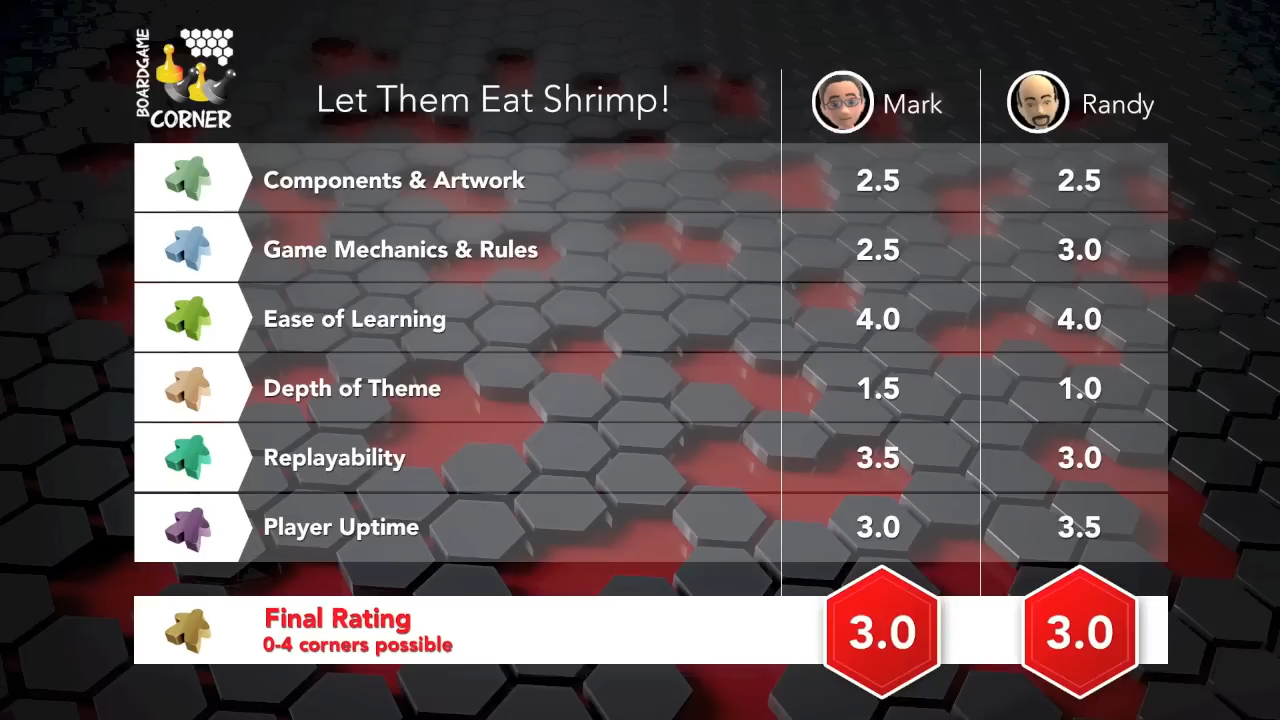 BOARDGAME
CORNER
Let Them Eat Shrimp!
Mark
Randy
Components & Artwork 2.5 2.5
Game Mechanics & Rules 2.5 3.0
Ease of Learning 4.0 4.0
Depth of Theme 1.5 1.0
Replayability 3.5 3.0
Player Uptime 3.0 3.5
Final Rating 3.0 3.0
0-4 corners possible